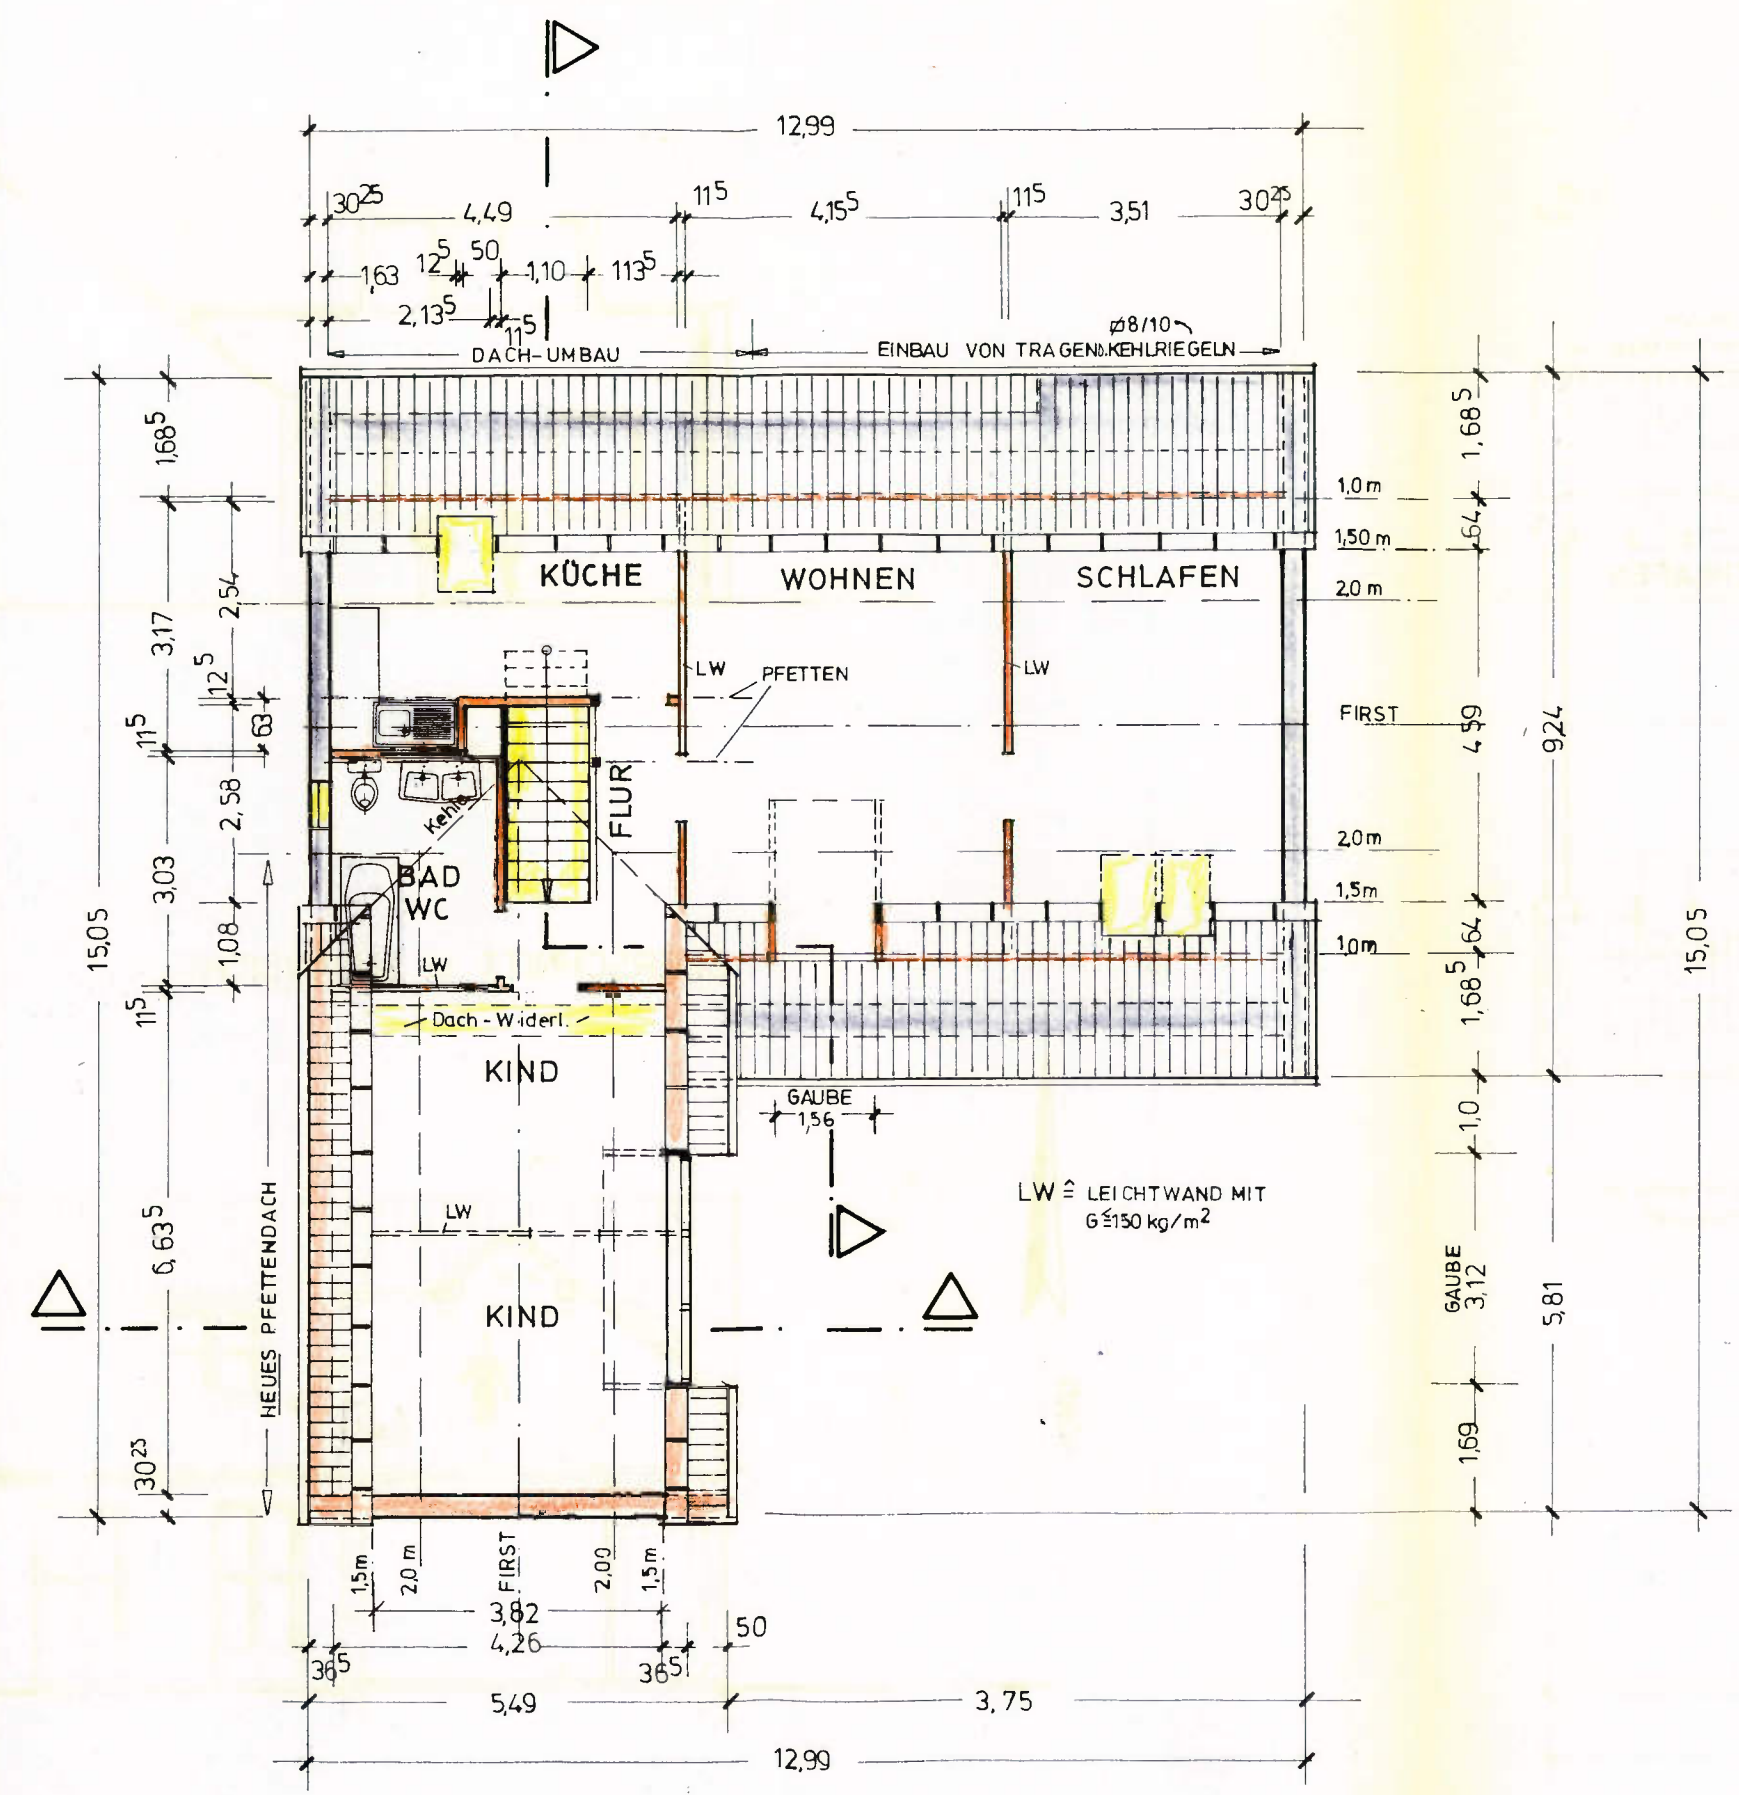 12,99
30²⁵
4,49
11⁵
4,15⁵
11⁵
3,51
30²⁵
1,63
12⁵
50
1,10
113⁵
2,13⁵
11⁵
DACH-UMBAU
EINBAU VON TRAGEND.KEHLRIEGELN
⌀8/10
1,68⁵
1,68⁵
1,0 m
64
1,50 m
KÜCHE
WOHNEN
SCHLAFEN
2,0 m
2,54
3,17
12⁵
LW
LW
PFETTEN
11⁵
63
FIRST
4 59
9,24
FLUR
2,58
Kehle
2,0 m
3,03
BAD
WC
1,5 m
15,05
1,08
64
1,0 m
15,05
LW
11⁵
1,68⁵
Dach-Widerl.
KIND
GAUBE
1,56
1,0
LW ≙ LEICHTWAND MIT
G ≦ 150 kg/m²
LW
6,63⁵
NEUES PFETTENDACH
GAUBE
3,12
5,81
KIND
1,69
30²⁵
1,5 m
2,0 m
FIRST
2,00
1,5 m
3,82
4,26
50
36⁵
36⁵
5,49
3,75
12,99